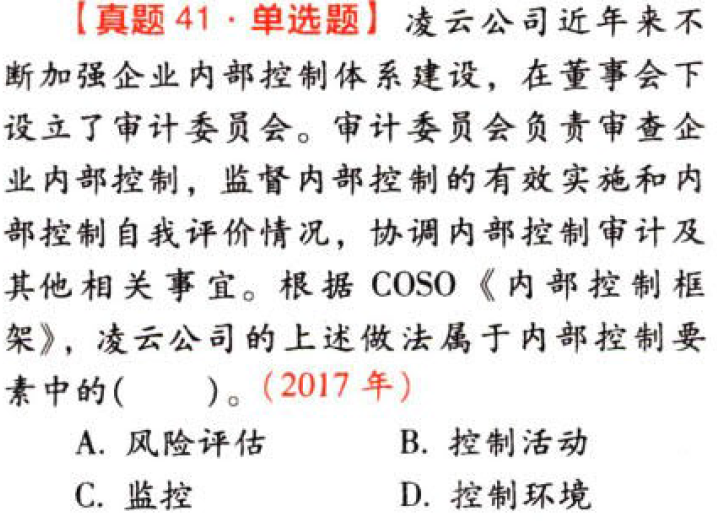 【真题 41·单选题】凌云公司近年来不
断加强企业内部控制体系建设，在董事会下
设立了审计委员会。审计委员会负责审查企
业内部控制，监督内部控制的有效实施和内
部控制自我评价情况，协调内部控制审计及
其他相关事宜。根据 COSO《内部控制框
架》，凌云公司的上述做法属于内部控制要
素中的(　　)。(2017 年)
A. 风险评估　　B. 控制活动
C. 监控　　D. 控制环境